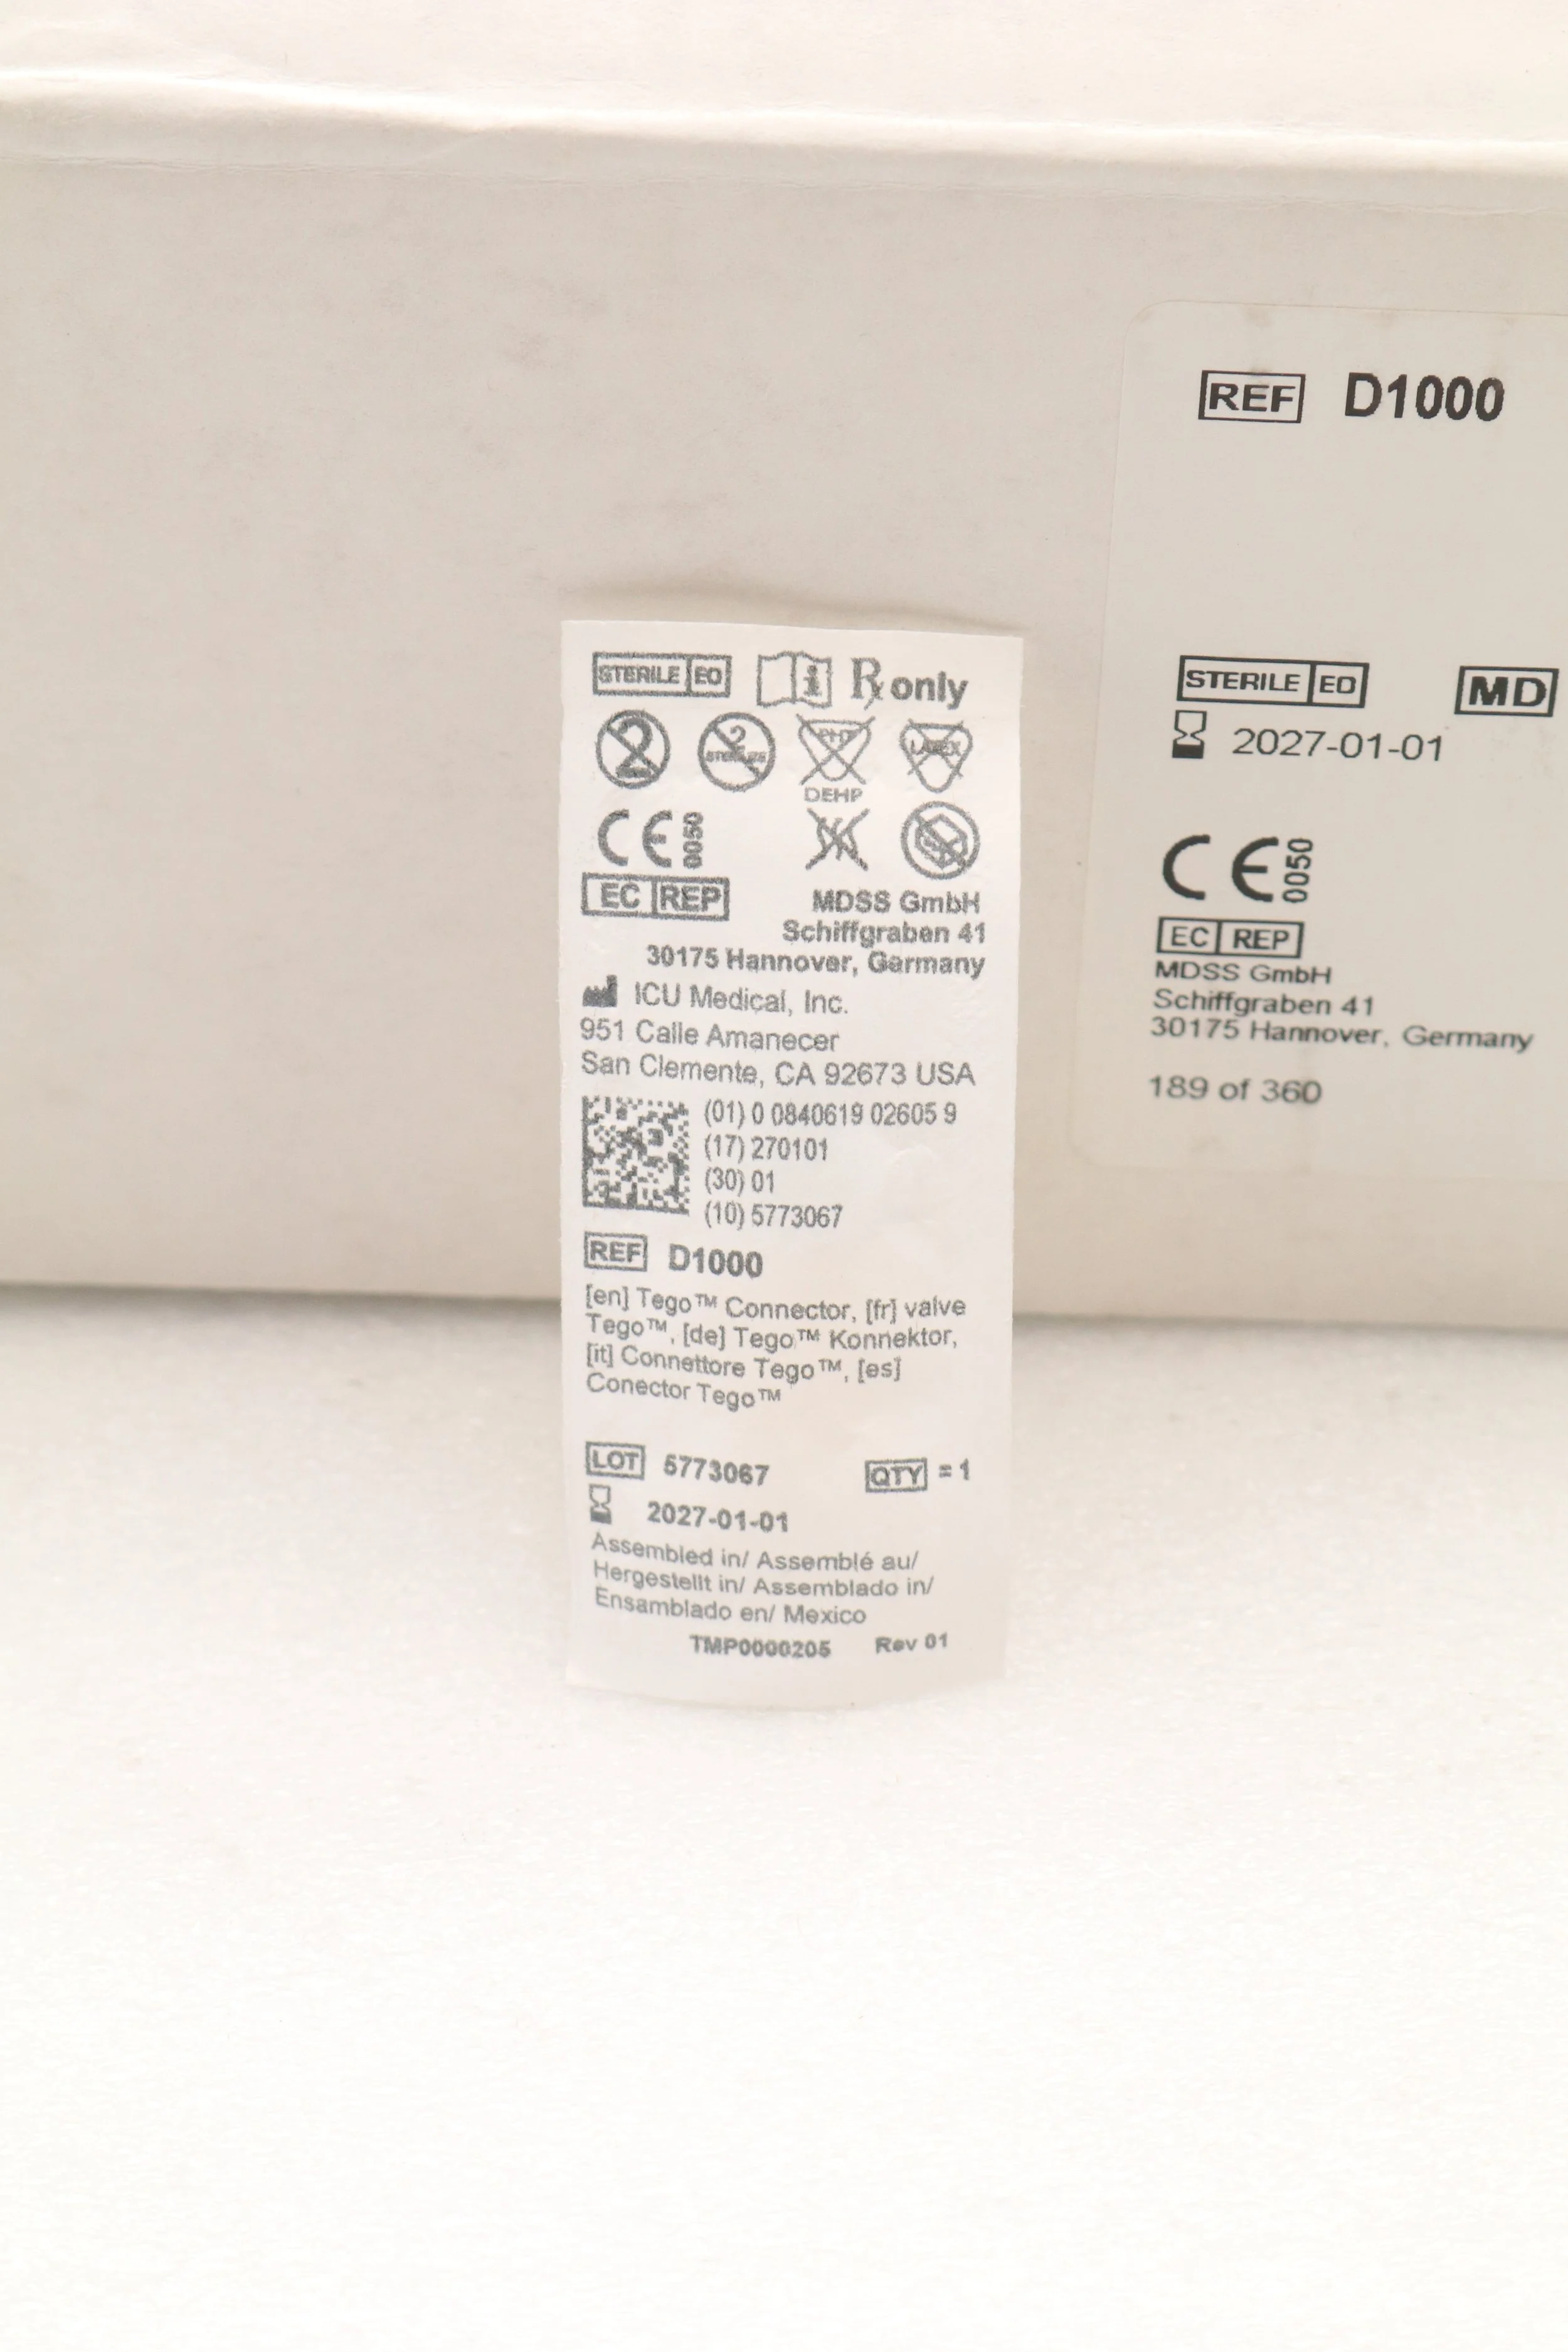 STERILE EO Rx only
2 2 STERILIZE PHT LATEX
DEHP
CE 0050
EC REP MDSS GmbH
Schiffgraben 41
30175 Hannover, Germany
ICU Medical, Inc.
951 Calle Amanecer
San Clemente, CA 92673 USA
(01) 0 0840619 02605 9
(17) 270101
(30) 01
(10) 5773067
REF D1000
[en] Tego™ Connector, [fr] valve
Tego™, [de] Tego™ Konnektor,
[it] Connettore Tego™, [es]
Conector Tego™
LOT 5773067 QTY = 1
2027-01-01
Assembled in/ Assemblé au/
Hergestellt in/ Assemblado in/
Ensamblado en/ Mexico
TMP0000205 Rev 01
REF D1000
STERILE EO MD
2027-01-01
CE 0050
EC REP
MDSS GmbH
Schiffgraben 41
30175 Hannover, Germany
189 of 360